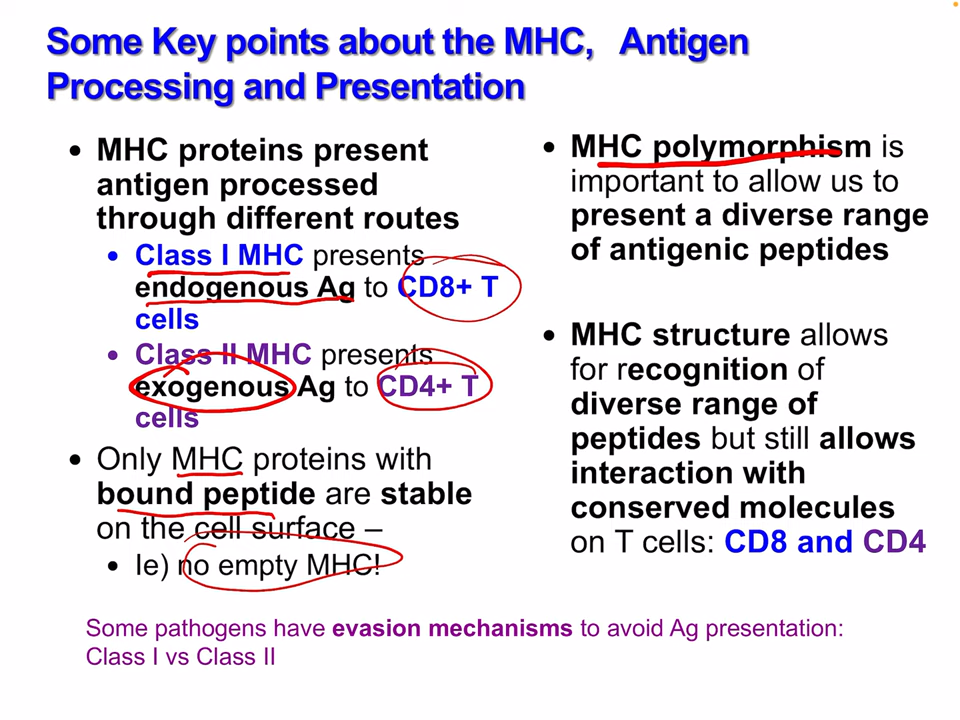 Some Key points about the MHC, Antigen
Processing and Presentation
• MHC proteins present
antigen processed
through different routes
• Class I MHC presents
endogenous Ag to CD8+ T
cells
• Class II MHC presents
exogenous Ag to CD4+ T
cells
• Only MHC proteins with
bound peptide are stable
on the cell surface –
• Ie) no empty MHC!
• MHC polymorphism is
important to allow us to
present a diverse range
of antigenic peptides
• MHC structure allows
for recognition of
diverse range of
peptides but still allows
interaction with
conserved molecules
on T cells: CD8 and CD4
Some pathogens have evasion mechanisms to avoid Ag presentation:
Class I vs Class II